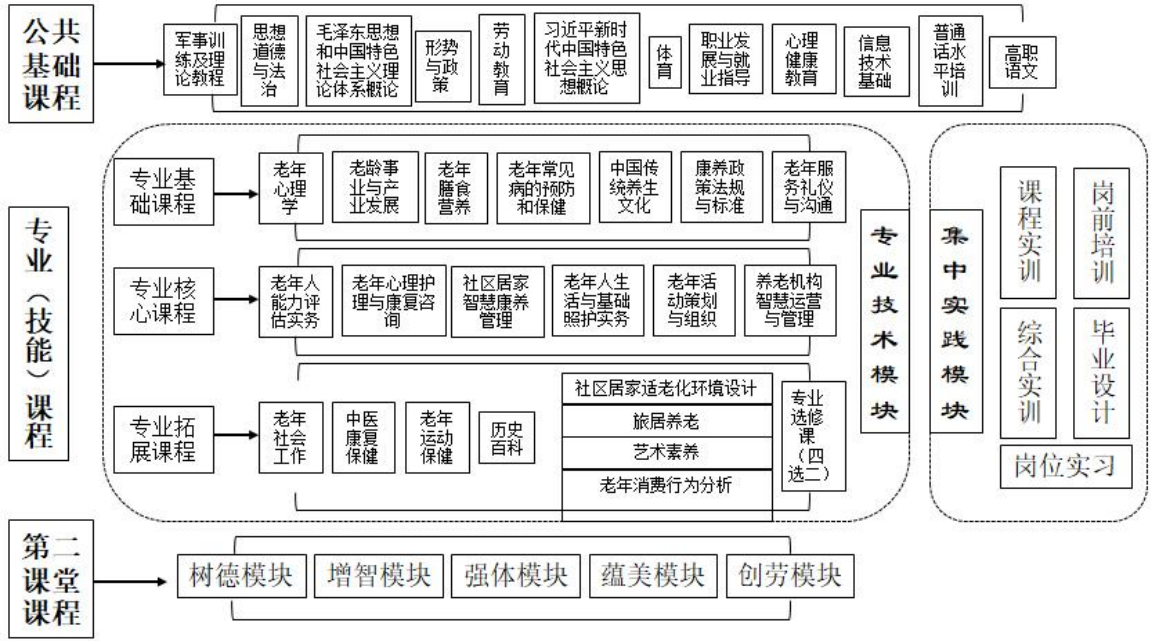 公共
基础
课程
军事训
练及理
论教程
思想
道德
与法
治
毛泽东思想
和中国特色
社会主义理
论体系概论
形势
与政
策
劳
动
教
育
习近平新时
代中国特色
社会主义思
想概论
体
育
职业发
展与就
业指导
心理
健康
教育
信息
技术
基础
普通
话水
平培
训
高职
语文
专业（技能）课程
专业基
础课程
老年
心理
学
老龄事
业与产
业发展
老年
膳食
营养
老年常见
病的预防
和保健
中国传
统养生
文化
康养政
策法规
与标准
老年服
务礼仪
与沟通
专业核
心课程
老年人
能力评
估实务
老年心理护
理与康复咨
询
社区居家
智慧康养
管理
老年人生
活与基础
照护实务
老年活
动策划
与组织
养老机构
智慧运营
与管理
专业拓
展课程
老年
社会
工作
中医
康复
保健
老年
运动
保健
历史
百科
社区居家适老化环境设计
旅居养老
艺术素养
老年消费行为分析
专业
选修
课
（四
选二）
专业技术模块
集中实践模块
课程实训
岗前培训
综合实训
毕业设计
岗位实习
第二
课堂
课程
树德模块
增智模块
强体模块
蕴美模块
创劳模块